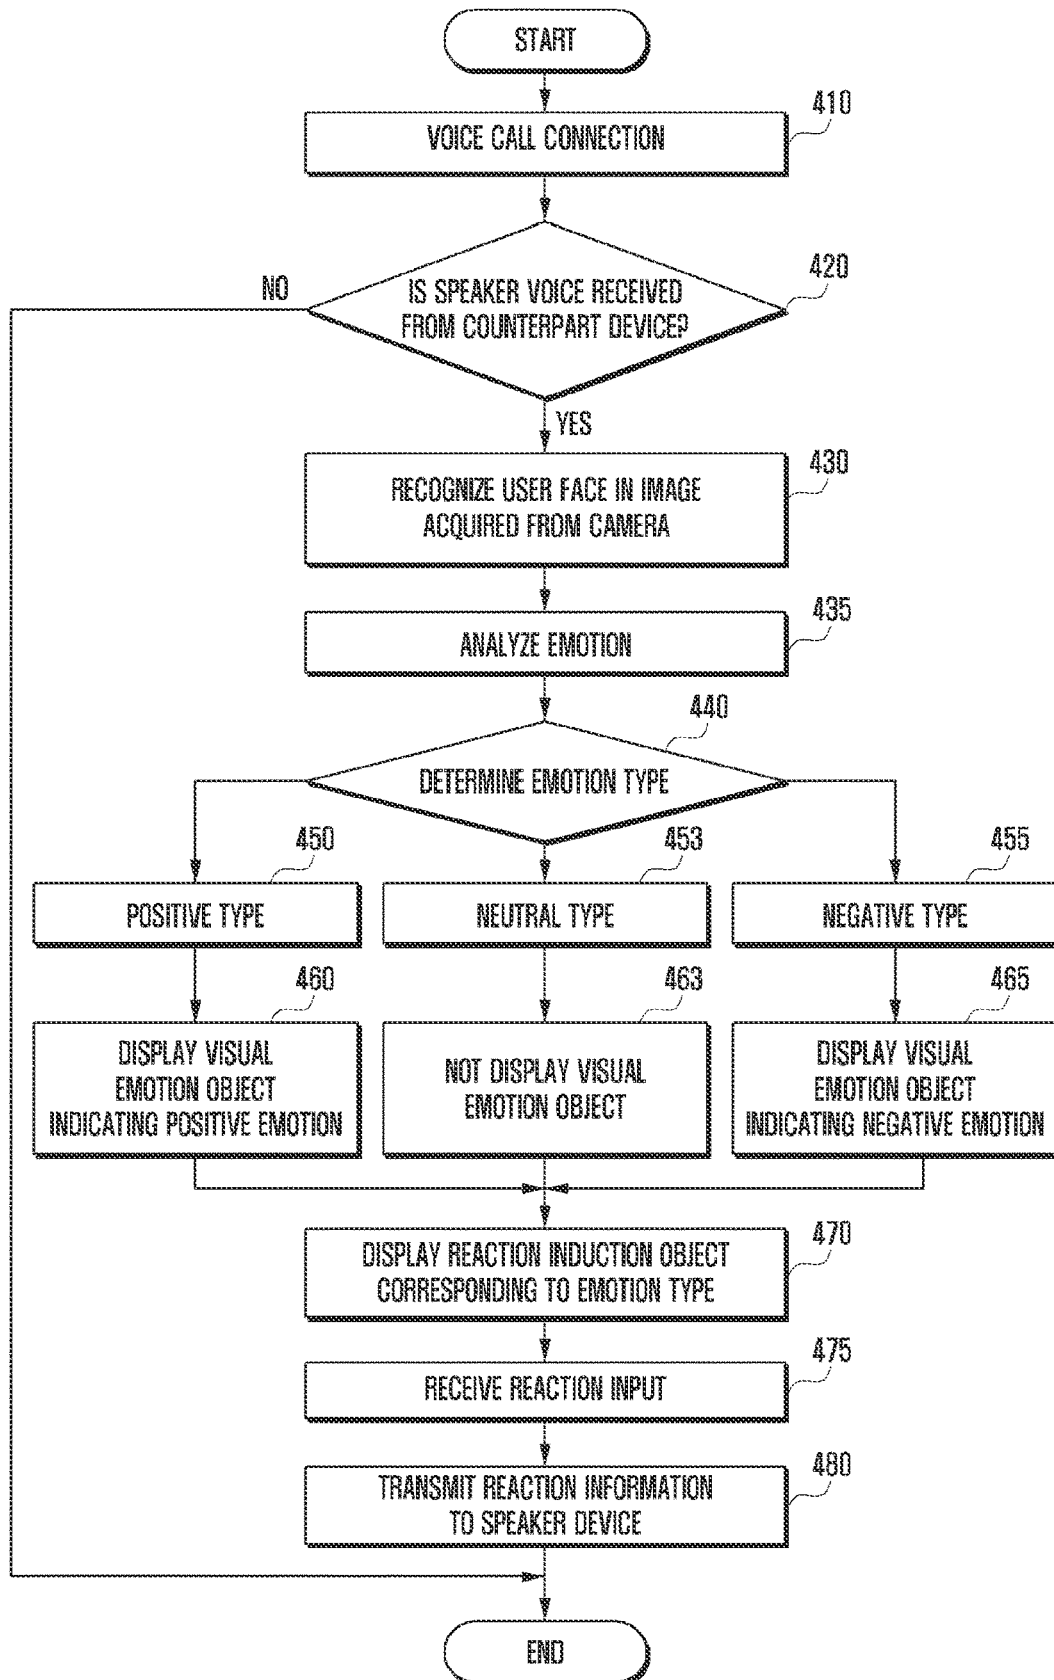 START
410
VOICE CALL CONNECTION
420
NO
IS SPEAKER VOICE RECEIVED
FROM COUNTERPART DEVICE?
YES
430
RECOGNIZE USER FACE IN IMAGE
ACQUIRED FROM CAMERA
435
ANALYZE EMOTION
440
DETERMINE EMOTION TYPE
450
453
455
POSITIVE TYPE
NEUTRAL TYPE
NEGATIVE TYPE
460
463
465
DISPLAY VISUAL
EMOTION OBJECT
INDICATING POSITIVE EMOTION
NOT DISPLAY VISUAL
EMOTION OBJECT
DISPLAY VISUAL
EMOTION OBJECT
INDICATING NEGATIVE EMOTION
470
DISPLAY REACTION INDUCTION OBJECT
CORRESPONDING TO EMOTION TYPE
475
RECEIVE REACTION INPUT
480
TRANSMIT REACTION INFORMATION
TO SPEAKER DEVICE
END